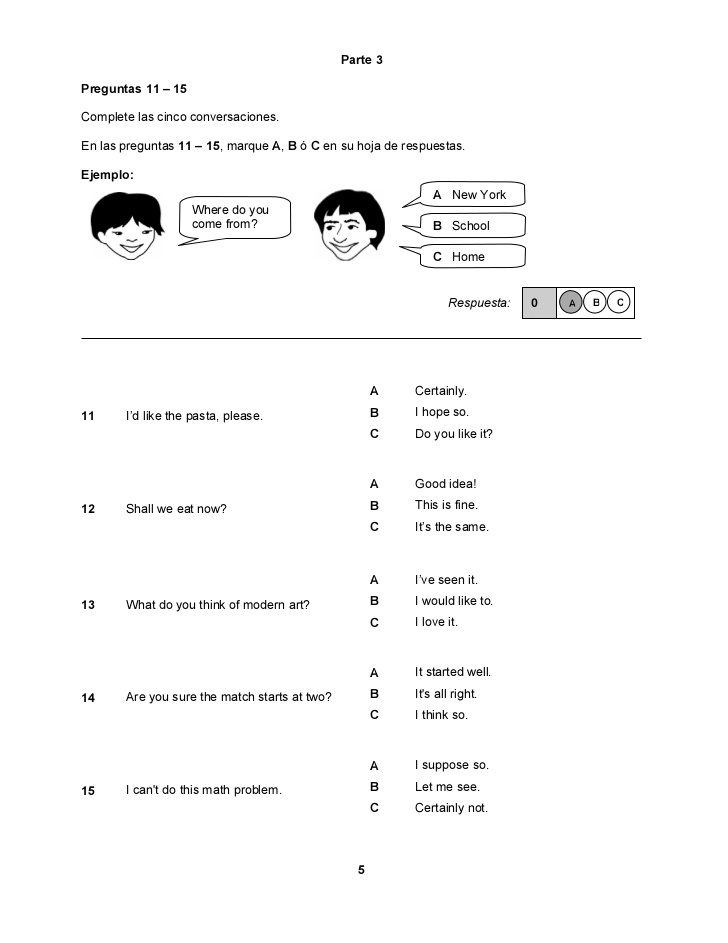 Parte 3
Preguntas 11 – 15
Complete las cinco conversaciones.
En las preguntas 11 – 15, marque A, B ó C en su hoja de respuestas.
Ejemplo:
Where do you
come from?
A New York
B School
C Home
Respuesta: 0 A B C
11 I'd like the pasta, please.
A Certainly.
B I hope so.
C Do you like it?
12 Shall we eat now?
A Good idea!
B This is fine.
C It's the same.
13 What do you think of modern art?
A I've seen it.
B I would like to.
C I love it.
14 Are you sure the match starts at two?
A It started well.
B It's all right.
C I think so.
15 I can't do this math problem.
A I suppose so.
B Let me see.
C Certainly not.
5